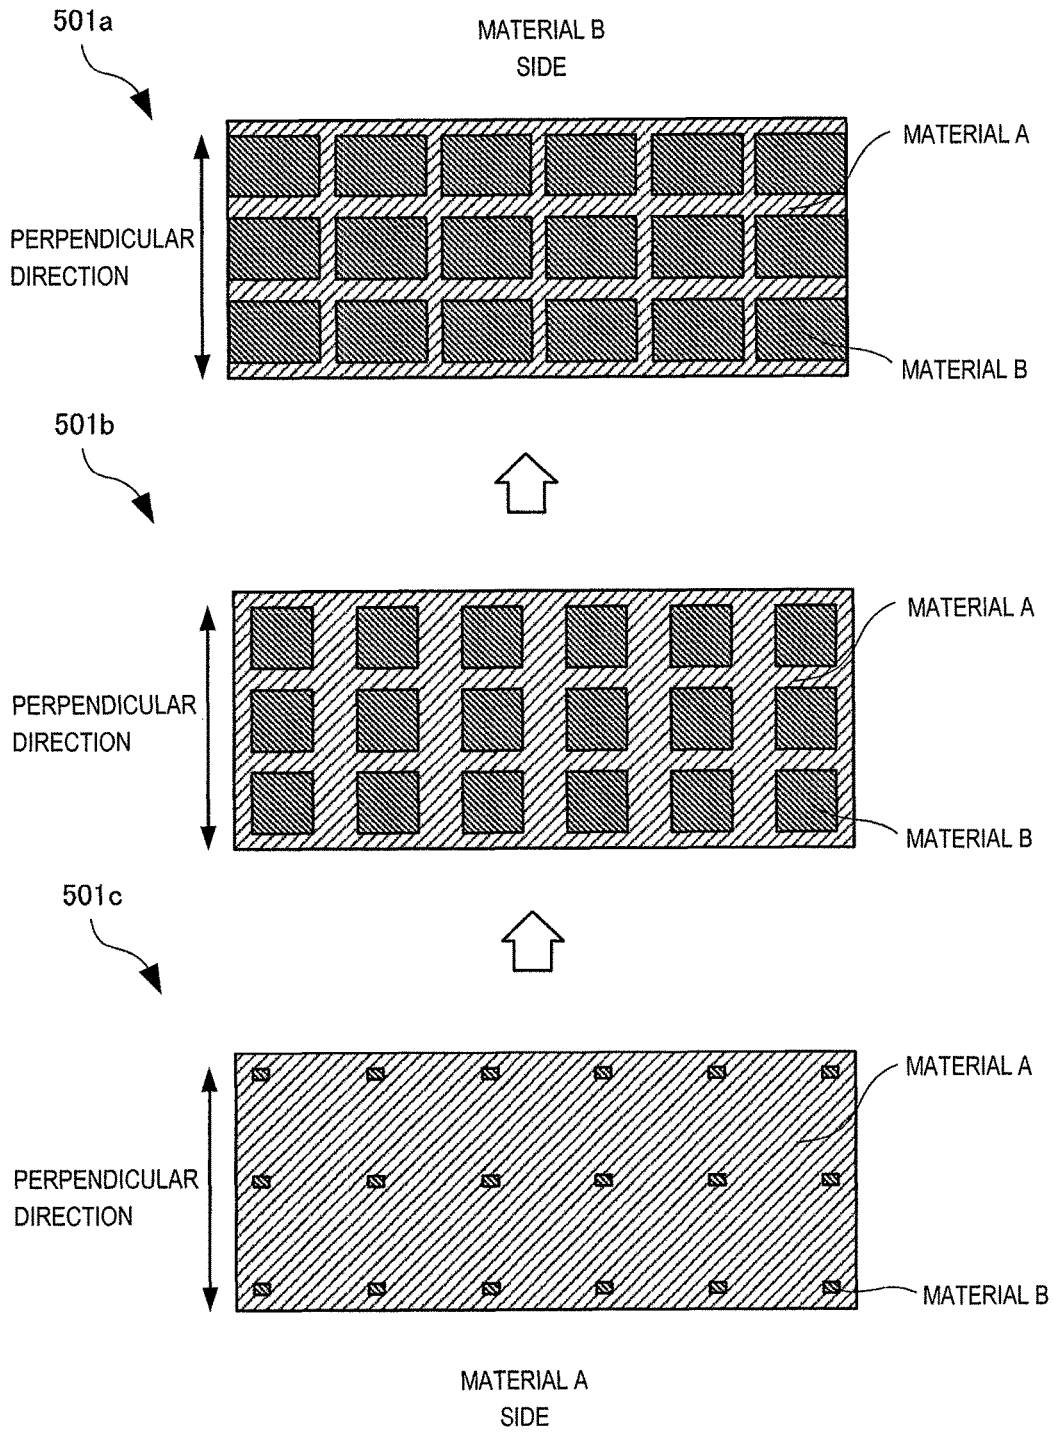 501a
MATERIAL B
SIDE
MATERIAL A
PERPENDICULAR
DIRECTION
MATERIAL B
501b
MATERIAL A
PERPENDICULAR
DIRECTION
MATERIAL B
501c
MATERIAL A
PERPENDICULAR
DIRECTION
MATERIAL B
MATERIAL A
SIDE